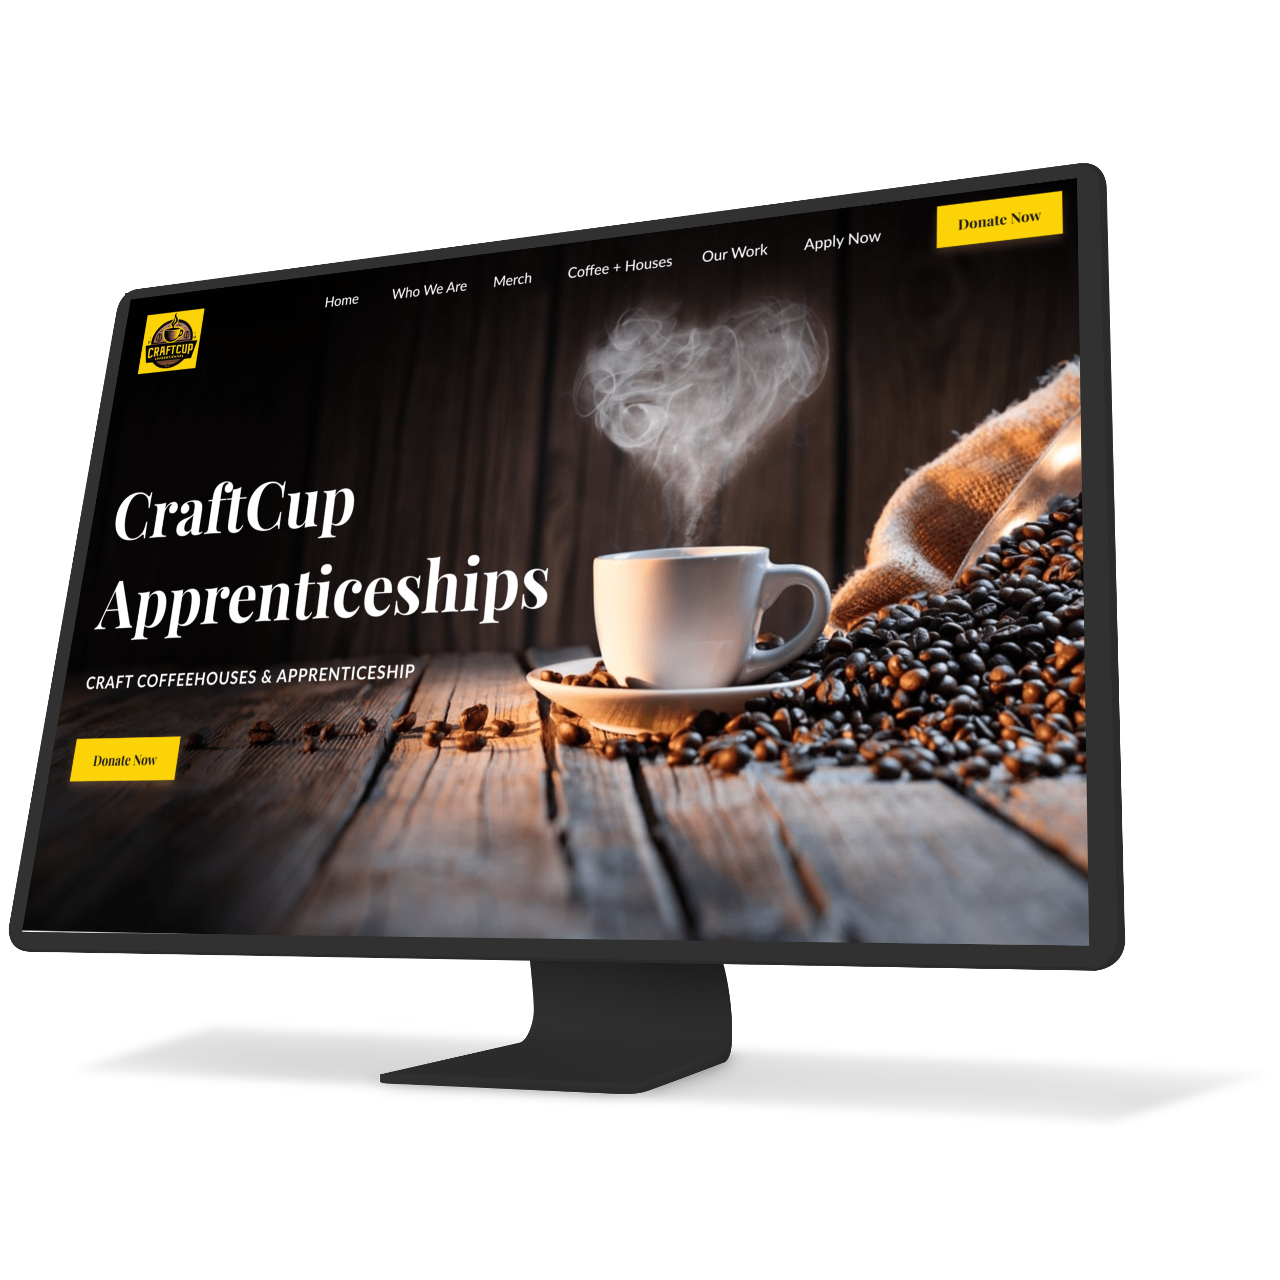 Home
Who We Are
Merch
Coffee + Houses
Our Work
Apply Now
Donate Now
CRAFTCUP
CraftCup
Apprenticeships
CRAFT COFFEEHOUSES & APPRENTICESHIP
Donate Now